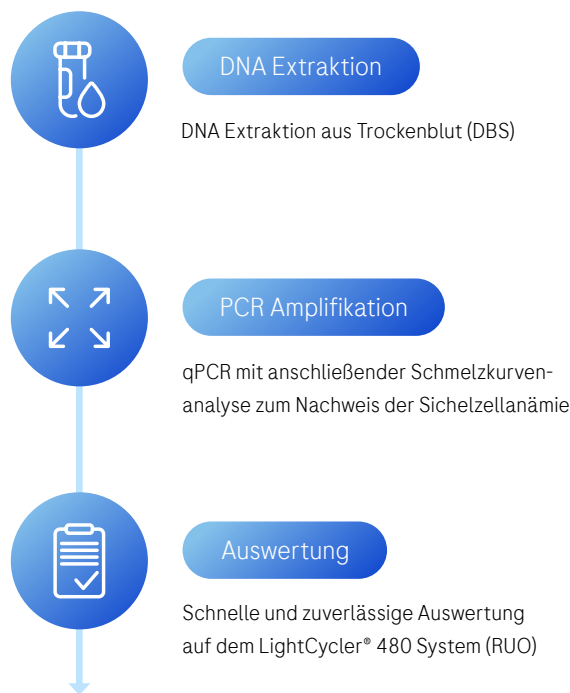 DNA Extraktion
DNA Extraktion aus Trockenblut (DBS)
PCR Amplifikation
qPCR mit anschließender Schmelzkurven-
analyse zum Nachweis der Sichelzellanämie
Auswertung
Schnelle und zuverlässige Auswertung
auf dem LightCycler® 480 System (RUO)